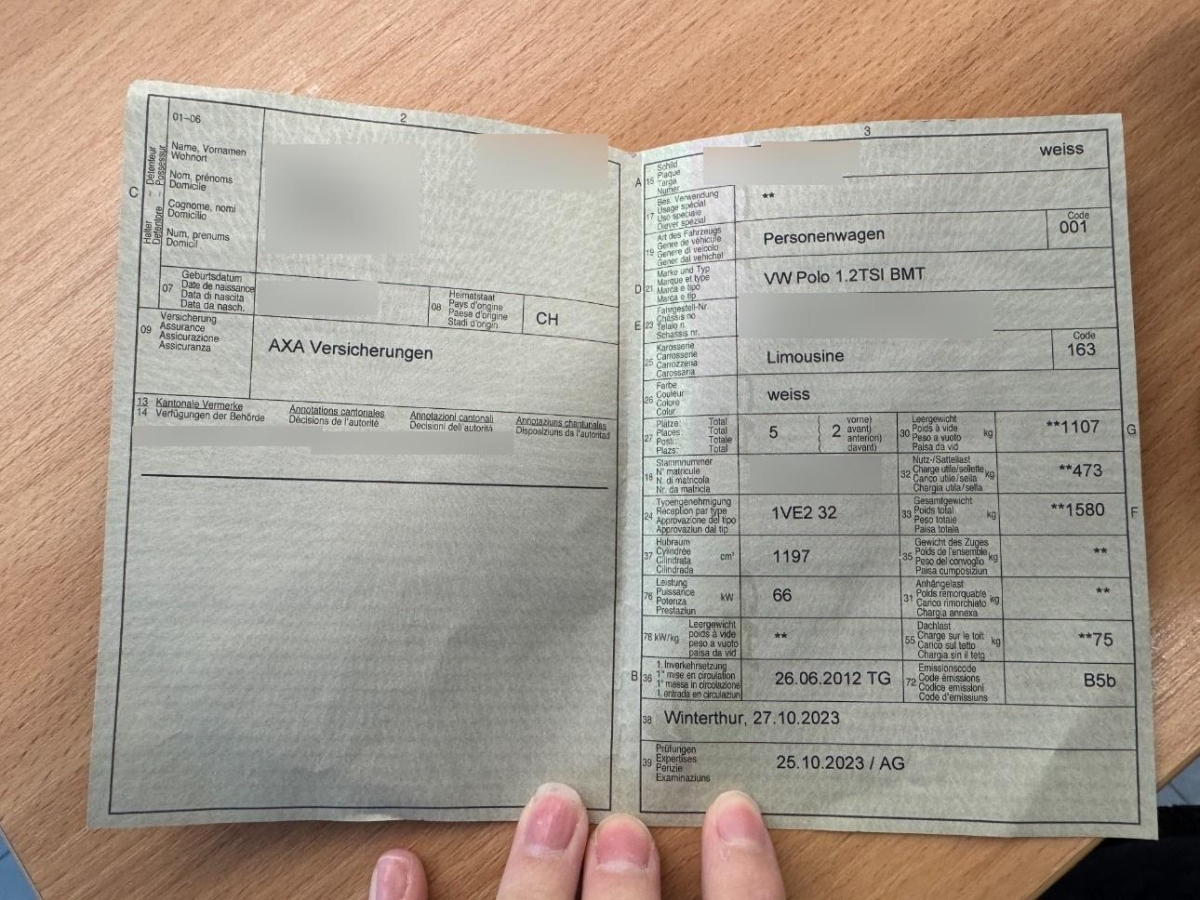 2
01–06
C
Halter Détenteur
Detentore Possessur
Name, Vornamen
Wohnort
Nom, prénoms
Domicile
Cognome, nomi
Domicilio
Num, prenums
Domicil
07
Geburtsdatum
Date de naissance
Data di nascita
Data da nasch.
08
Heimatstaat
Pays d'origine
Paese d'origine
Stadi d'origin
CH
09
Versicherung
Assurance
Assicurazione
Assicuranza
AXA Versicherungen
13 Kantonale Vermerke Annotations cantonales Annotazioni cantonali Annotaziuns chantunalas
14 Verfügungen der Behörde Décisions de l'autorité Decisioni dell'autorità Disposiziuns da l'autoritad
3
A 15
Schild
Plaque
Targa
Numer
weiss
17
Bes. Verwendung
Usage spécial
Uso speciale
Diever spezial
**
19
Art des Fahrzeugs
Genre de véhicule
Genere di veicolo
Gener dal vehichel
Personenwagen
Code
001
D 21
Marke und Typ
Marque et type
Marca e tipo
Marca e tip
VW Polo 1.2TSI BMT
E 23
Fahrgestell-Nr.
Châssis no
Telaio n.
Schassis nr.
25
Karosserie
Carrosserie
Carrozzeria
Carossaria
Limousine
Code
163
26
Farbe
Couleur
Colore
Colur
weiss
27
Plätze: Total
Places: Total
Posti: Totale
Plazs: Total
5
2
vorne)
avant)
anteriori)
davant)
30
Leergewicht
Poids à vide
Peso a vuoto
Paisa da vid
kg
**1107
G
18
Stammnummer
N° matricule
N. di matricola
Nr. da matricla
32
Nutz-/Sattellast
Charge utile/sellette
Carico utile/sella
Chargia utila/sella
kg
**473
24
Typengenehmigung
Réception par type
Approvazione del tipo
Approvaziun dal tip
1VE2 32
33
Gesamtgewicht
Poids total
Peso totale
Paisa totala
kg
**1580
F
37
Hubraum
Cylindrée
Cilindrata
Cilindrada
cm³
1197
35
Gewicht des Zuges
Poids de l'ensemble
Peso del convoglio
Paisa cumposiziun
kg
**
76
Leistung
Puissance
Potenza
Prestaziun
kW
66
31
Anhängelast
Poids remorquable
Carico rimorchiato
Chargia annexa
kg
**
78 kW/kg
Leergewicht
poids à vide
peso a vuoto
paisa da vid
**
55
Dachlast
Charge sur le toit
Carico sul tetto
Chargia sin il tetg
kg
**75
B 36
1. Inverkehrsetzung
1re mise en circulation
1a messa in circolazione
1. entrada en circulaziun
26.06.2012 TG
72
Emissionscode
Code émissions
Codice emissioni
Code d'emissiuns
B5b
38
Winterthur, 27.10.2023
39
Prüfungen
Expertises
Perizie
Examinaziuns
25.10.2023 / AG